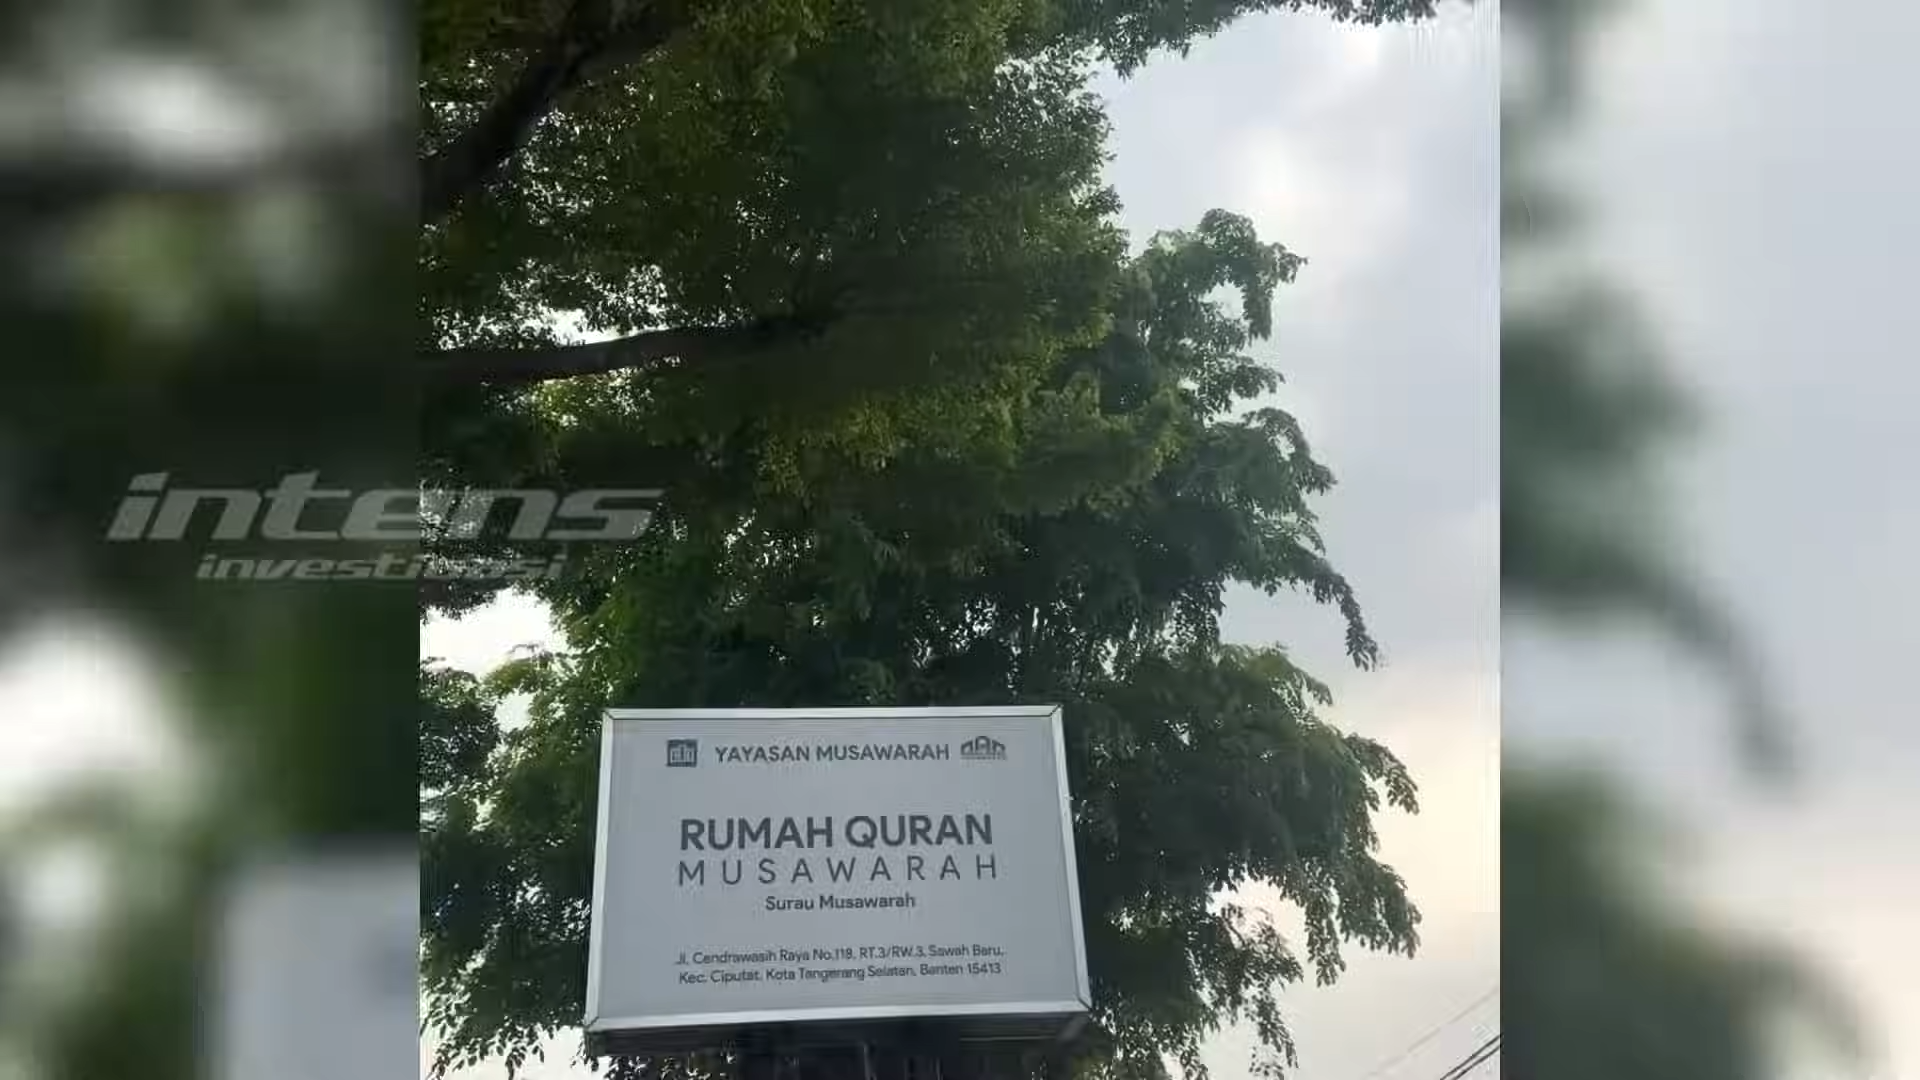 intens
investigasi
YAYASAN MUSAWARAH
RUMAH QURAN
MUSAWARAH
Surau Musawarah
Jl. Cendrawasih Raya No.118, RT.3/RW.3, Sawah Baru,
Kec. Ciputat, Kota Tangerang Selatan, Banten 15413